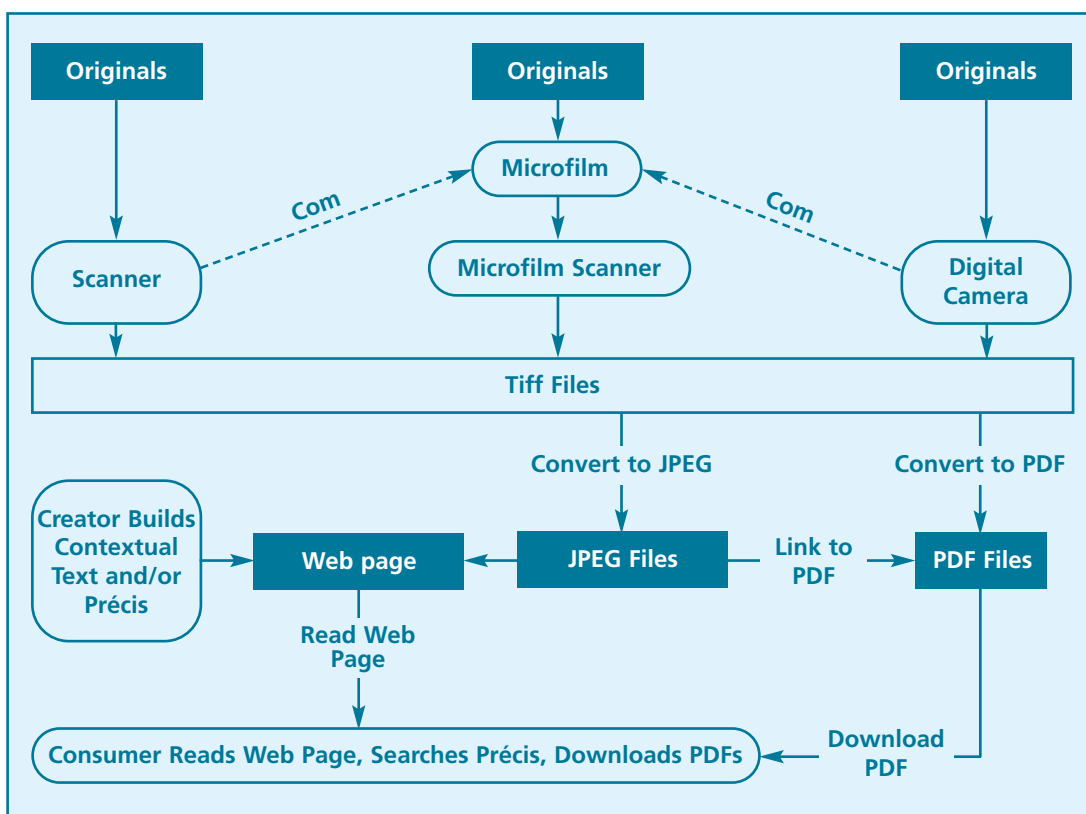 Originals
Originals
Originals
Microfilm
Com
Com
Scanner
Microfilm Scanner
Digital
Camera
Tiff Files
Convert to JPEG
Convert to PDF
Creator Builds
Contextual
Text and/or
Précis
Web page
JPEG Files
Link to
PDF
PDF Files
Read Web
Page
Consumer Reads Web Page, Searches Précis, Downloads PDFs
Download
PDF